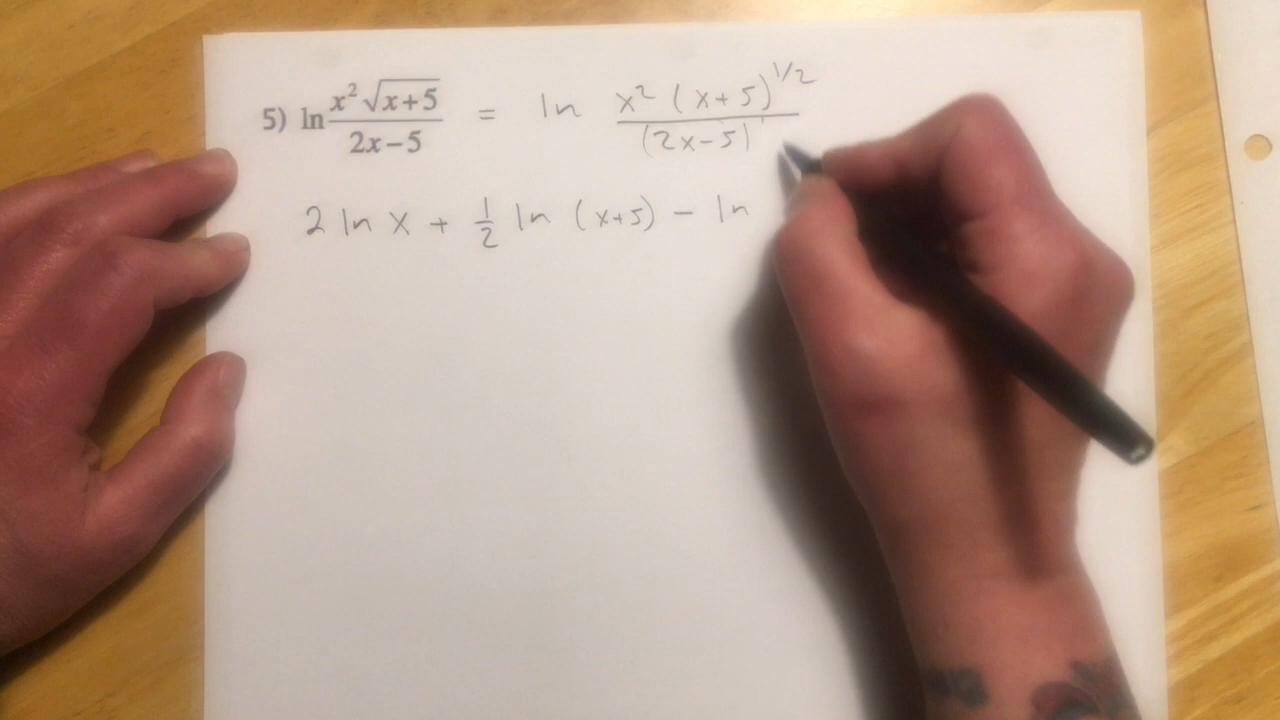 5) ln x²√x+5 / 2x−5 = ln x² (x+5)^1/2 / (2x−5)
2 ln x + 1/2 ln (x+5) − ln